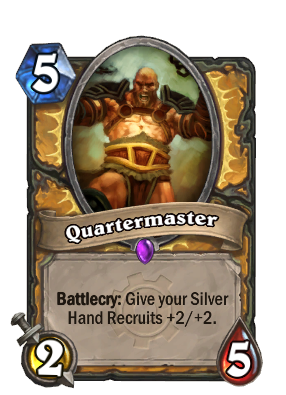 5
Quartermaster
Battlecry: Give your Silver
Hand Recruits +2/+2.
2
5